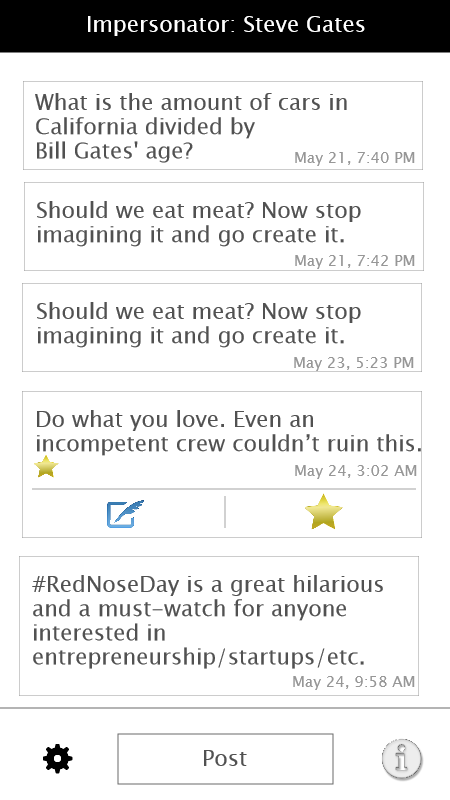 Impersonator: Steve Gates
What is the amount of cars in
California divided by
Bill Gates' age?
May 21, 7:40 PM
Should we eat meat? Now stop
imagining it and go create it.
May 21, 7:42 PM
Should we eat meat? Now stop
imagining it and go create it.
May 23, 5:23 PM
Do what you love. Even an
incompetent crew couldn’t ruin this.
May 24, 3:02 AM
#RedNoseDay is a great hilarious
and a must-watch for anyone
interested in
entrepreneurship/startups/etc.
May 24, 9:58 AM
Post